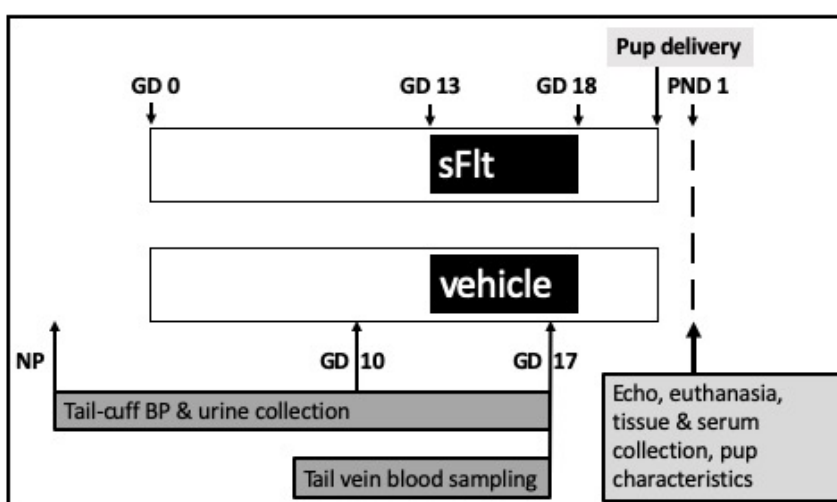 Pup delivery
GD 0
GD 13
GD 18
PND 1
sFlt
vehicle
NP
GD 10
GD 17
Tail-cuff BP & urine collection
Tail vein blood sampling
Echo, euthanasia,
tissue & serum
collection, pup
characteristics